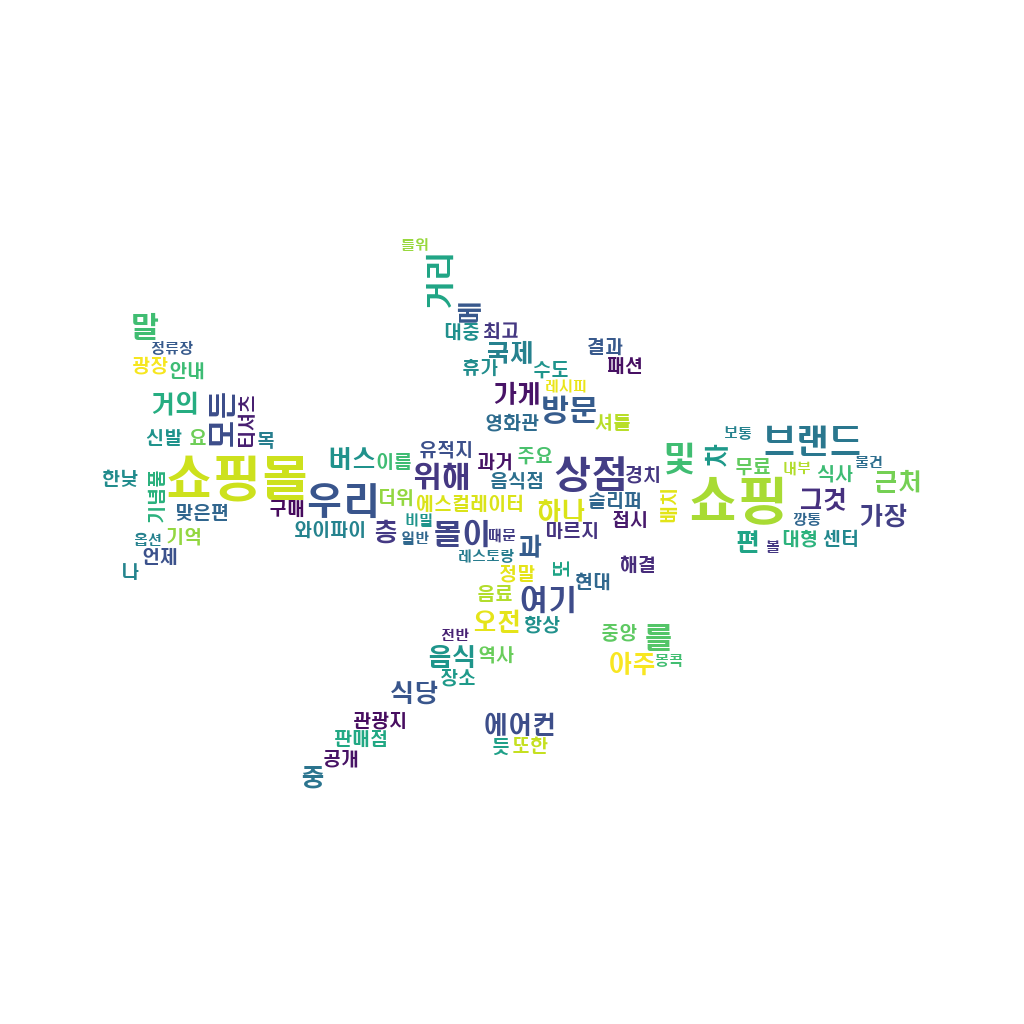 들위
거리
품
대중
최고
말
정류장
광장
안내
국제
결과
휴가
수도
패션
가게
레시피
거의
모든
티셔츠
방문
영화관
셔틀
신발
요
목
버스
이름
유적지
과거
주요
및
차
보통
브랜드
쇼핑몰
위해
음식점
상점
경치
무료
내부
식사
물건
근처
한낮
기념품
맞은편
구매
우리
더위
에스컬레이터
하나
슬리퍼
배시
쇼핑
그것
가장
옵션
기억
와이파이
층
비밀
일반
몰이
때문
과
마르지
접시
깡통
언제
레스토랑
편
볼
대형
센터
나
정말
또
현대
해결
음료
여기
오전
항상
전반
중앙
를
음식
역사
아주
몽콕
장소
식당
관광지
에어컨
판매점
듯
또한
공개
중